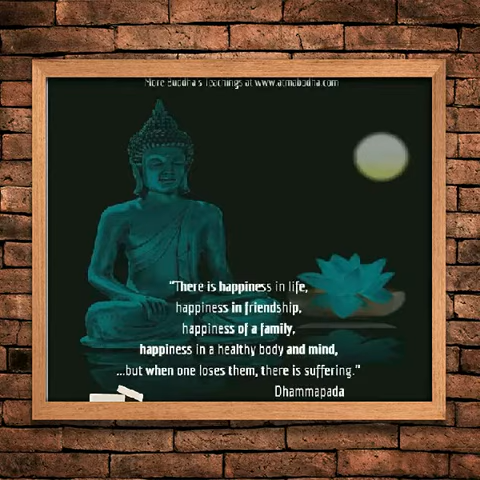 More Buddha's Teachings at www.atmabodha.com
"There is happiness in life,
happiness in friendship,
happiness of a family,
happiness in a healthy body and mind,
...but when one loses them, there is suffering."
Dhammapada